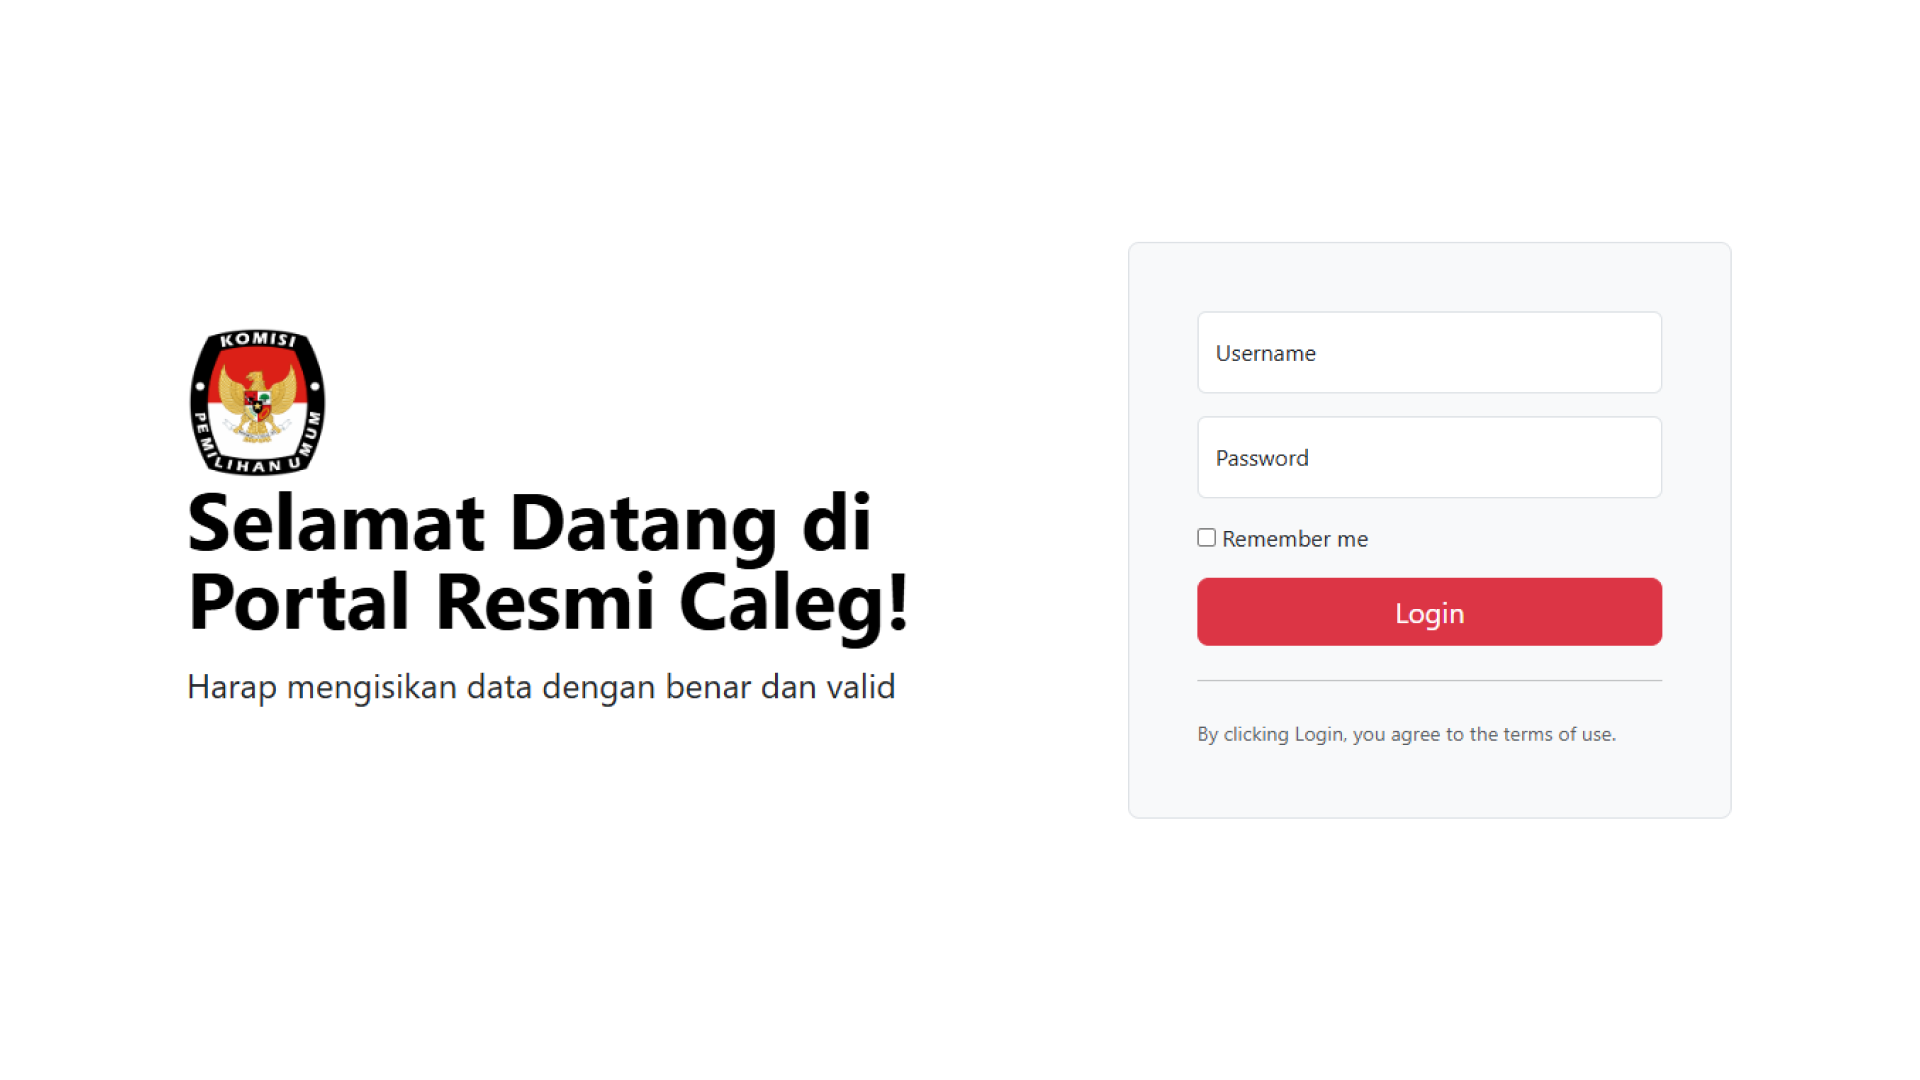 KOMISI
PEMILIHAN UMUM
Selamat Datang di
Portal Resmi Caleg!
Harap mengisikan data dengan benar dan valid
Username
Password
Remember me
Login
By clicking Login, you agree to the terms of use.